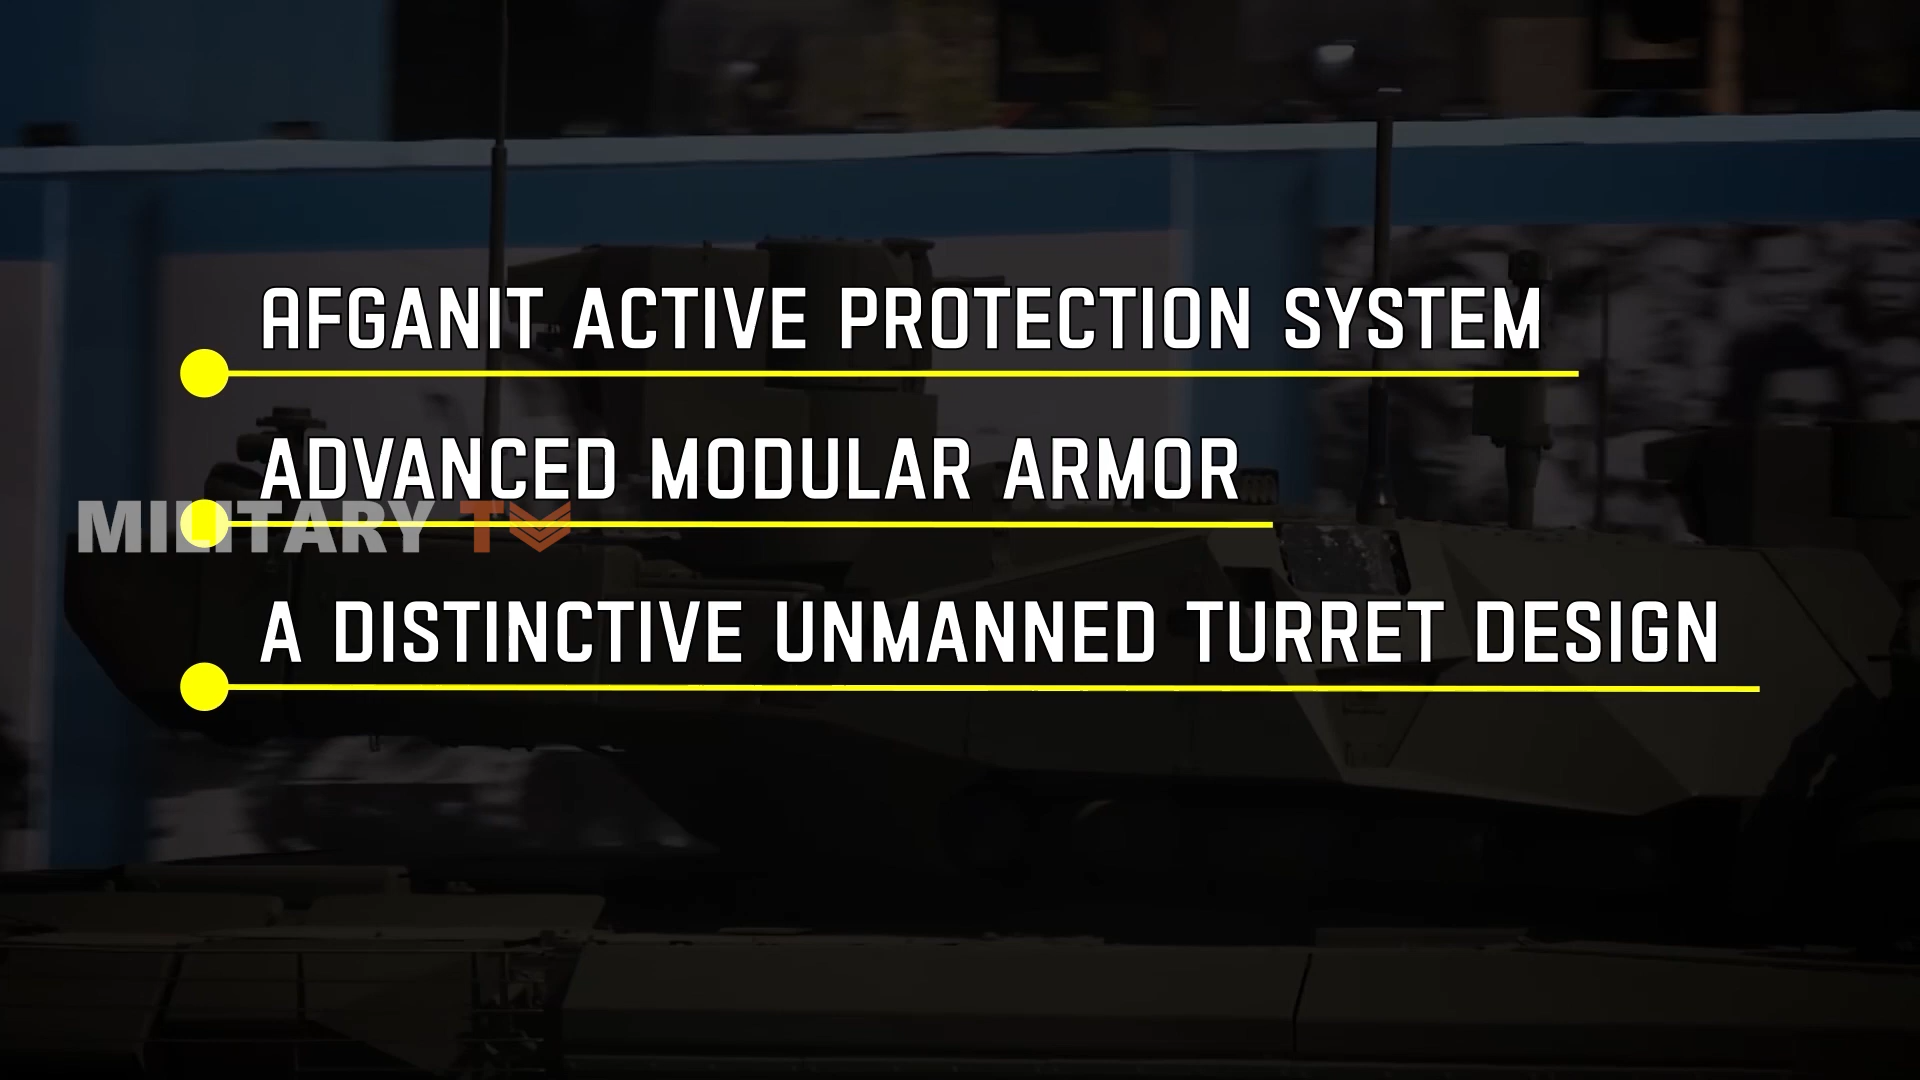 AFGANIT ACTIVE PROTECTION SYSTEM
ADVANCED MODULAR ARMOR
MILITARY TV
A DISTINCTIVE UNMANNED TURRET DESIGN